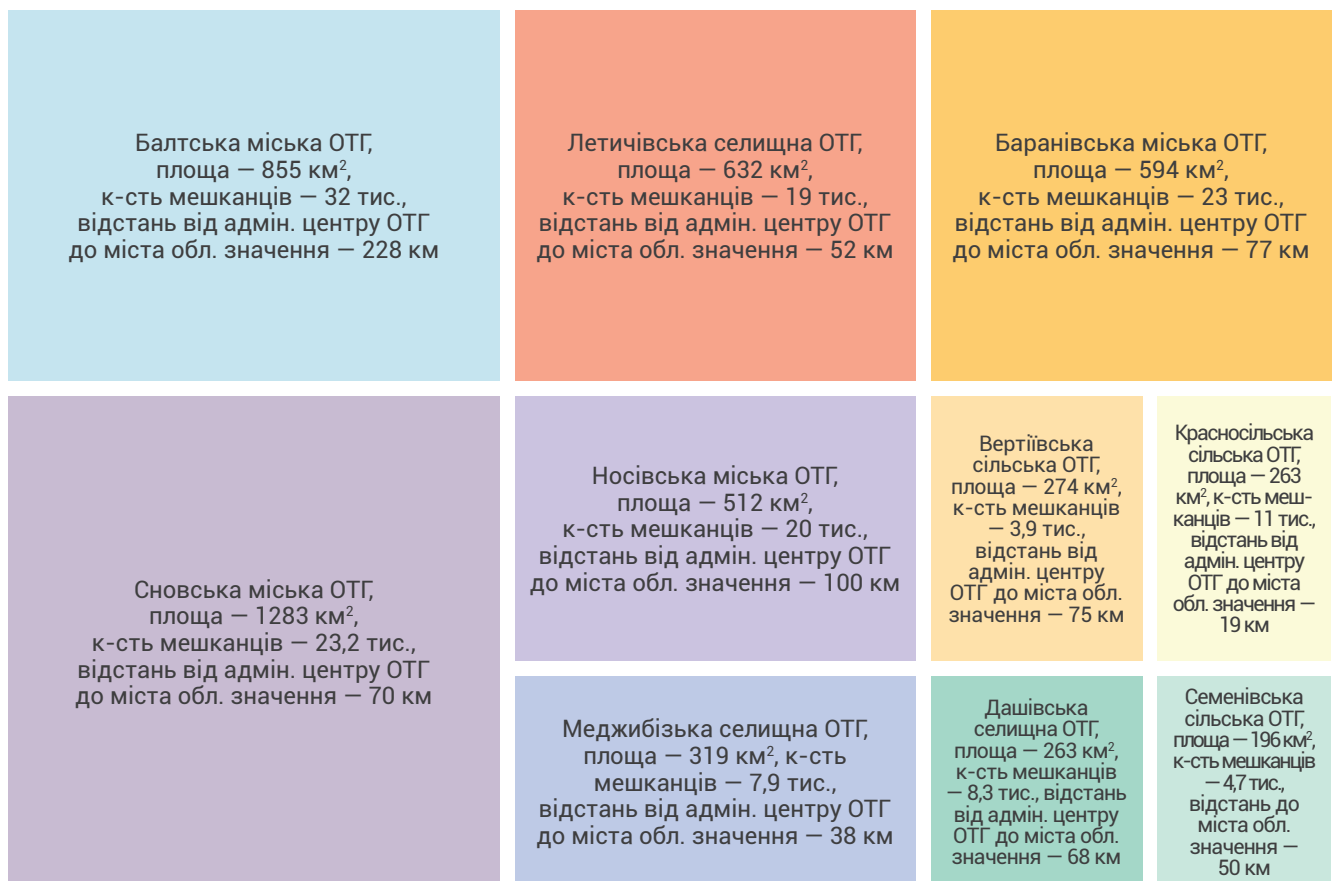 Балтська міська ОТГ,
площа — 855 км²,
к-сть мешканців — 32 тис.,
відстань від адмін. центру ОТГ
до міста обл. значення — 228 км
Летичівська селищна ОТГ,
площа — 632 км²,
к-сть мешканців — 19 тис.,
відстань від адмін. центру ОТГ
до міста обл. значення — 52 км
Баранівська міська ОТГ,
площа — 594 км²,
к-сть мешканців — 23 тис.,
відстань від адмін. центру ОТГ
до міста обл. значення — 77 км
Сновська міська ОТГ,
площа — 1283 км²,
к-сть мешканців — 23,2 тис.,
відстань від адмін. центру ОТГ
до міста обл. значення — 70 км
Носівська міська ОТГ,
площа — 512 км²,
к-сть мешканців — 20 тис.,
відстань від адмін. центру ОТГ
до міста обл. значення — 100 км
Вертіївська
сільська ОТГ,
площа — 274 км²,
к-сть мешканців
— 3,9 тис.,
відстань від
адмін. центру
ОТГ до міста обл.
значення — 75 км
Красносільська
сільська ОТГ,
площа — 263
км², к-сть меш-
канців — 11 тис.,
відстань від
адмін. центру
ОТГ до міста
обл. значення —
19 км
Меджибізька селищна ОТГ,
площа — 319 км², к-сть
мешканців — 7,9 тис.,
відстань від адмін. центру ОТГ
до міста обл. значення — 38 км
Дашівська
селищна ОТГ,
площа — 263 км²,
к-сть мешканців
— 8,3 тис., відстань
від адмін. центру
ОТГ до міста обл.
значення — 68 км
Семенівська
сільська ОТГ,
площа — 196 км²,
к-сть мешканців
— 4,7 тис.,
відстань до
міста обл.
значення —
50 км